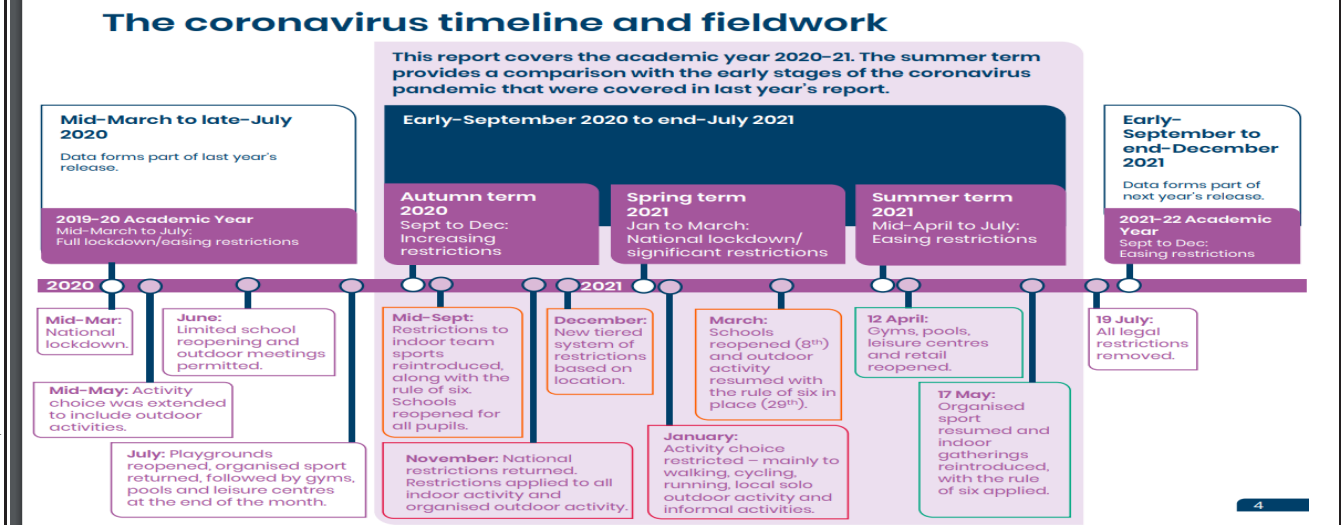 The coronavirus timeline and fieldwork
This report covers the academic year 2020-21. The summer term
provides a comparison with the early stages of the coronavirus
pandemic that were covered in last year's report.
Mid-March to late-July
2020
Data forms part of last year's
release.
2019-20 Academic Year
Mid-March to July:
Full lockdown/easing restrictions
Early-September 2020 to end-July 2021
Autumn term
2020
Sept to Dec:
Increasing
restrictions
Spring term
2021
Jan to March:
National lockdown/
significant restrictions
Summer term
2021
Mid-April to July:
Easing restrictions
Early-
September to
end-December
2021
Data forms part of
next year's release.
2021-22 Academic
Year
Sept to Dec:
Easing restrictions
2020
2021
Mid-Mar:
National
lockdown.
Mid-May: Activity
choice was extended
to include outdoor
activities.
June:
Limited school
reopening and
outdoor meetings
permitted.
July: Playgrounds
reopened, organised sport
returned, followed by gyms,
pools and leisure centres
at the end of the month.
Mid-Sept:
Restrictions to
indoor team
sports
reintroduced,
along with the
rule of six.
Schools
reopened for
all pupils.
November: National
restrictions returned.
Restrictions applied to all
indoor activity and
organised outdoor activity.
December:
New tiered
system of
restrictions
based on
location.
January:
Activity choice
restricted – mainly to
walking, cycling,
running, local solo
outdoor activity and
informal activities.
March:
Schools
reopened (8th)
and outdoor
activity
resumed with
the rule of six in
place (29th).
12 April:
Gyms, pools,
leisure centres
and retail
reopened.
17 May:
Organised
sport
resumed and
indoor
gatherings
reintroduced,
with the rule
of six applied.
19 July:
All legal
restrictions
removed.
4